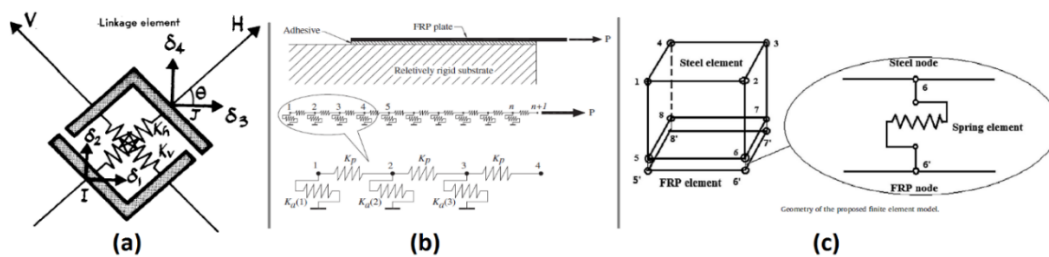 Linkage element
V
H
δ4
θ
J
δ3
δ2
Kh
Kv
δ1
I
(a)
FRP plate
Adhesive
P
Reletively rigid substrate
1 2 3 4 5 n n+1
P
1 Kp 2 Kp 3 Kp 4
Ka(1) Ka(2) Ka(3)
(b)
4 3
Steel element
1 2
8 7
8' 7'
5 6
5' 6'
FRP element
Steel node
6
Spring element
6'
FRP node
Geometry of the proposed finite element model.
(c)